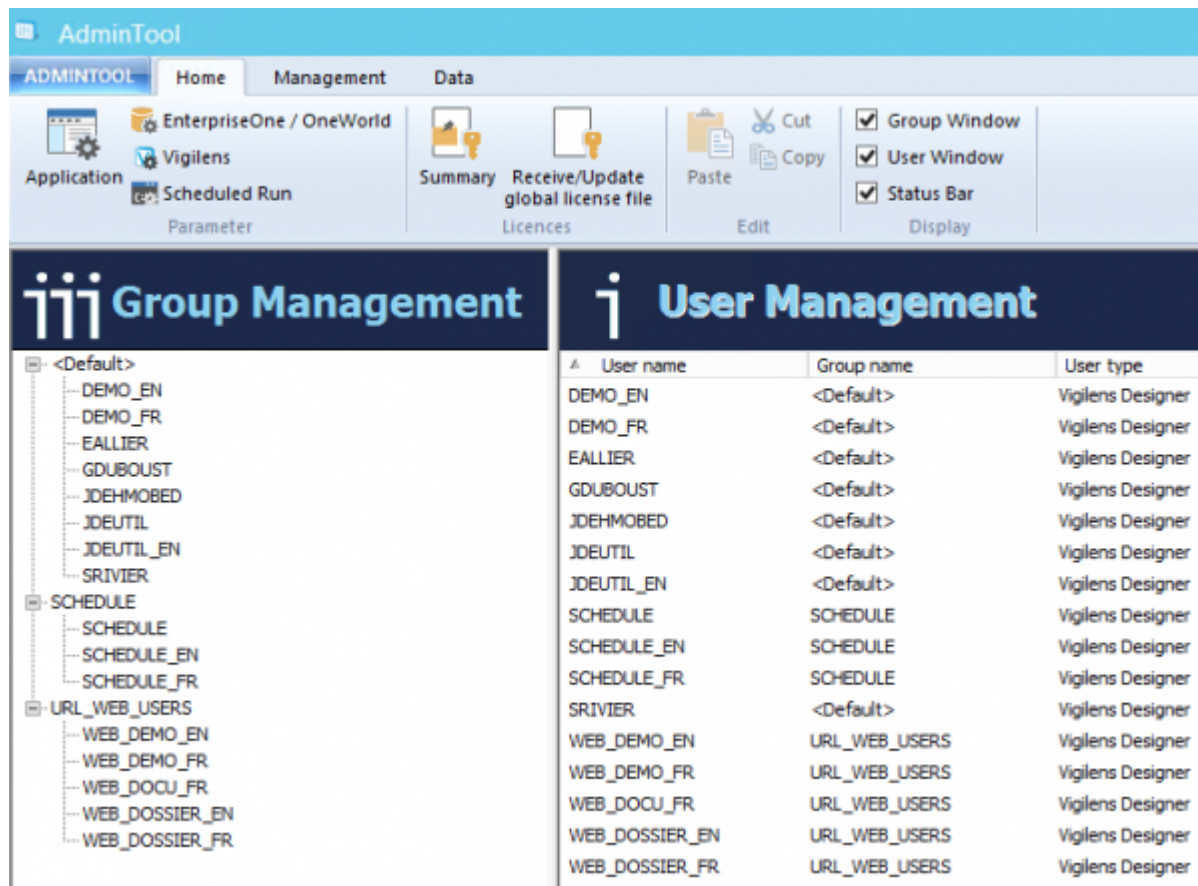 AdminTool
ADMINTOOL Home Management Data
Application
EnterpriseOne / OneWorld
Vigilens
Scheduled Run
Parameter
Summary
Receive/Update
global license file
Licences
Paste
Cut
Copy
Edit
Group Window
User Window
Status Bar
Display
Group Management
<Default>
DEMO_EN
DEMO_FR
EALLIER
GDUBOUST
JDEHMOBED
JDEUTIL
JDEUTIL_EN
SRIVIER
SCHEDULE
SCHEDULE
SCHEDULE_EN
SCHEDULE_FR
URL_WEB_USERS
WEB_DEMO_EN
WEB_DEMO_FR
WEB_DOCU_FR
WEB_DOSSIER_EN
WEB_DOSSIER_FR
User Management
User name Group name User type
DEMO_EN <Default> Vigilens Designer
DEMO_FR <Default> Vigilens Designer
EALLIER <Default> Vigilens Designer
GDUBOUST <Default> Vigilens Designer
JDEHMOBED <Default> Vigilens Designer
JDEUTIL <Default> Vigilens Designer
JDEUTIL_EN <Default> Vigilens Designer
SCHEDULE SCHEDULE Vigilens Designer
SCHEDULE_EN SCHEDULE Vigilens Designer
SCHEDULE_FR SCHEDULE Vigilens Designer
SRIVIER <Default> Vigilens Designer
WEB_DEMO_EN URL_WEB_USERS Vigilens Designer
WEB_DEMO_FR URL_WEB_USERS Vigilens Designer
WEB_DOCU_FR URL_WEB_USERS Vigilens Designer
WEB_DOSSIER_EN URL_WEB_USERS Vigilens Designer
WEB_DOSSIER_FR URL_WEB_USERS Vigilens Designer